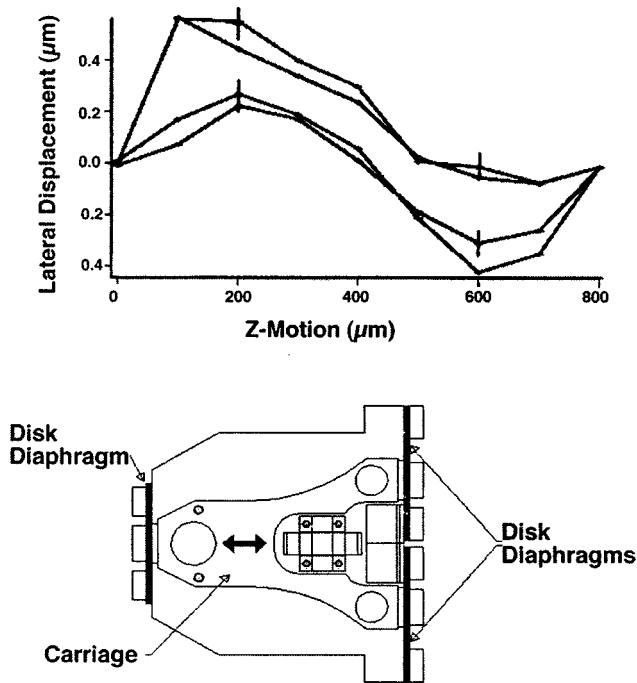 Lateral Displacement (μm)
0.4
0.2
0.0
0.2
0.4
0
200
400
600
800
Z-Motion (μm)
Disk
Diaphragm
Disk
Diaphragms
Carriage